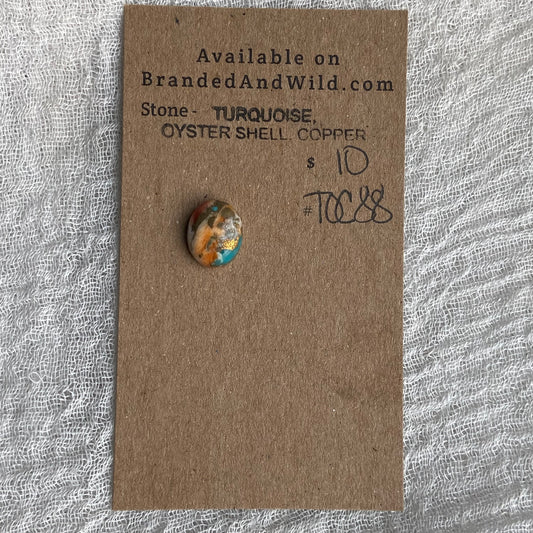 Available on
BrandedAndWild.com
Stone - TURQUOISE,
OYSTER SHELL. COPPER
$ 10
#TOC88